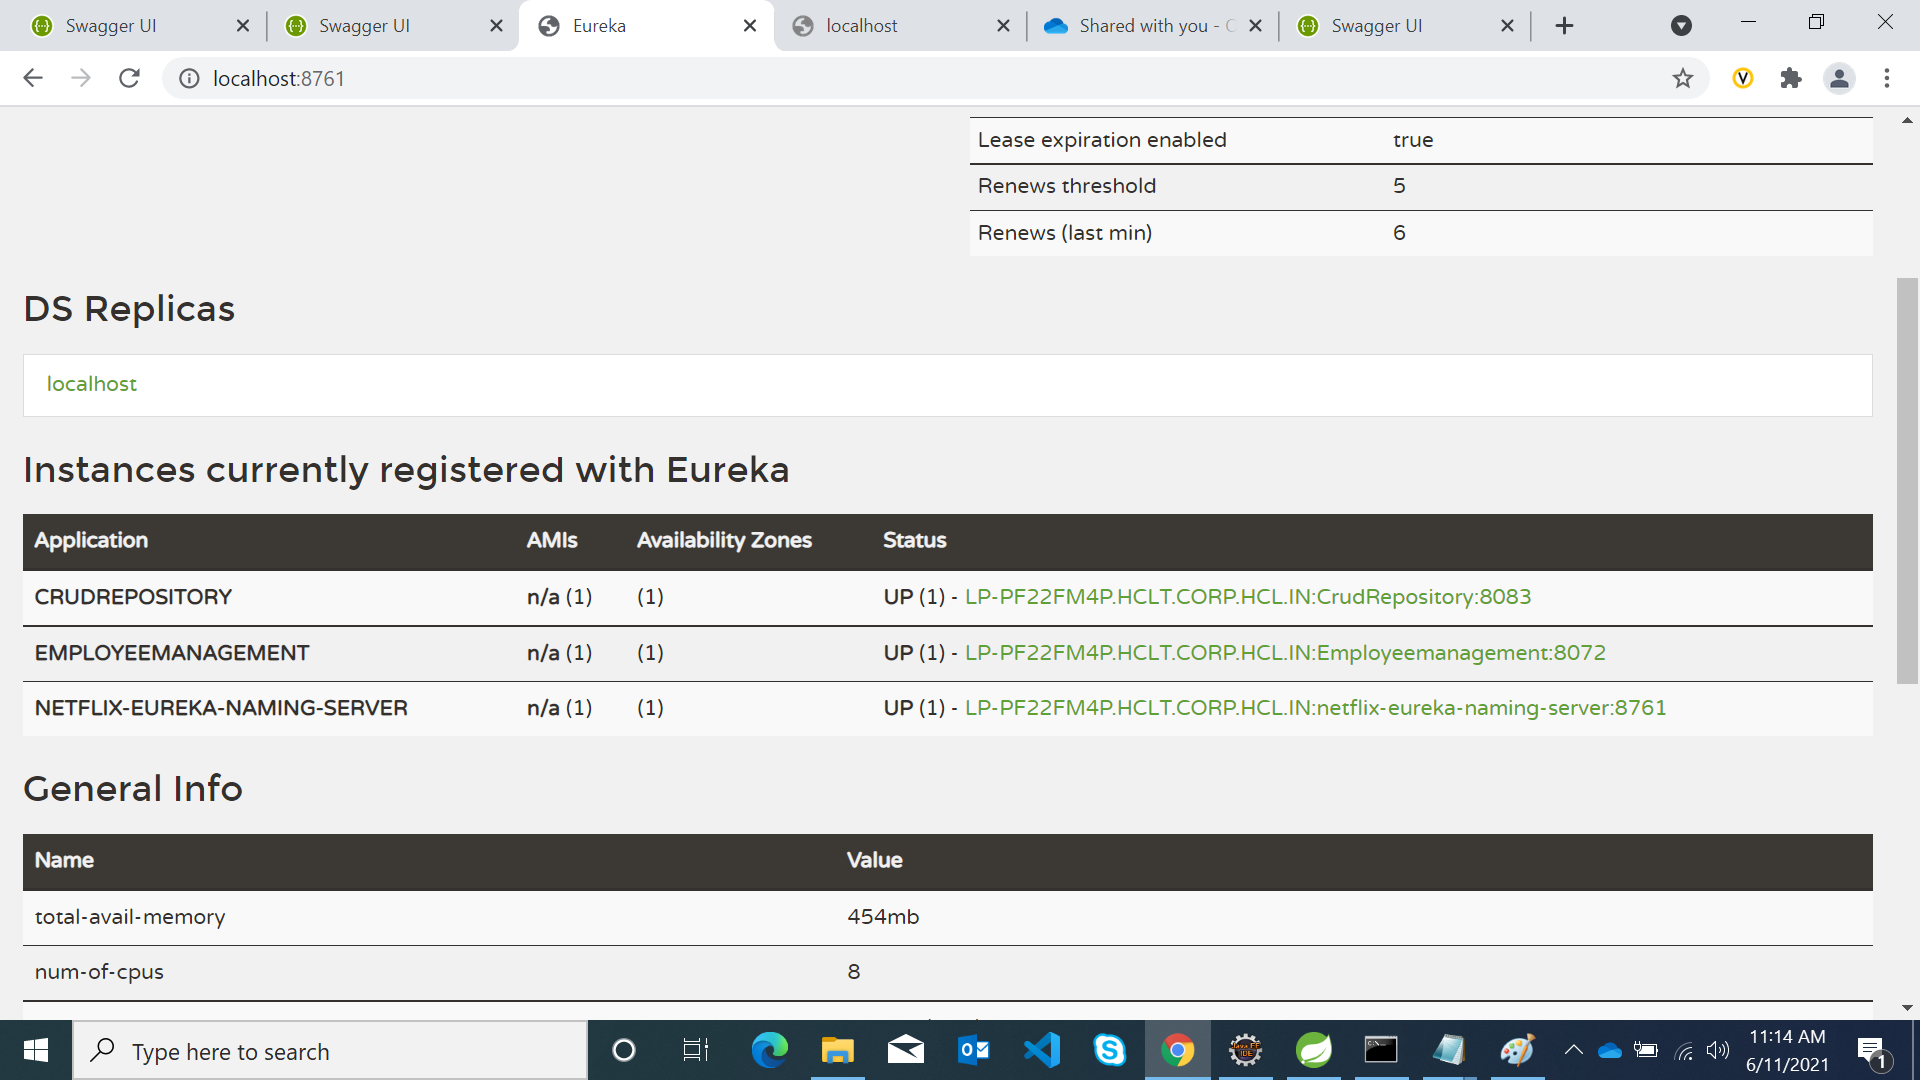 Swagger UI
Swagger UI
Eureka
localhost
Shared with you - 
Swagger UI
localhost:8761
Lease expiration enabled true
Renews threshold 5
Renews (last min) 6
DS Replicas
localhost
Instances currently registered with Eureka
Application AMIs Availability Zones Status
CRUDREPOSITORY n/a (1) (1) UP (1) - LP-PF22FM4P.HCLT.CORP.HCL.IN:CrudRepository:8083
EMPLOYEEMANAGEMENT n/a (1) (1) UP (1) - LP-PF22FM4P.HCLT.CORP.HCL.IN:Employeemanagement:8072
NETFLIX-EUREKA-NAMING-SERVER n/a (1) (1) UP (1) - LP-PF22FM4P.HCLT.CORP.HCL.IN:netflix-eureka-naming-server:8761
General Info
Name Value
total-avail-memory 454mb
num-of-cpus 8
Type here to search
11:14 AM
6/11/2021
1